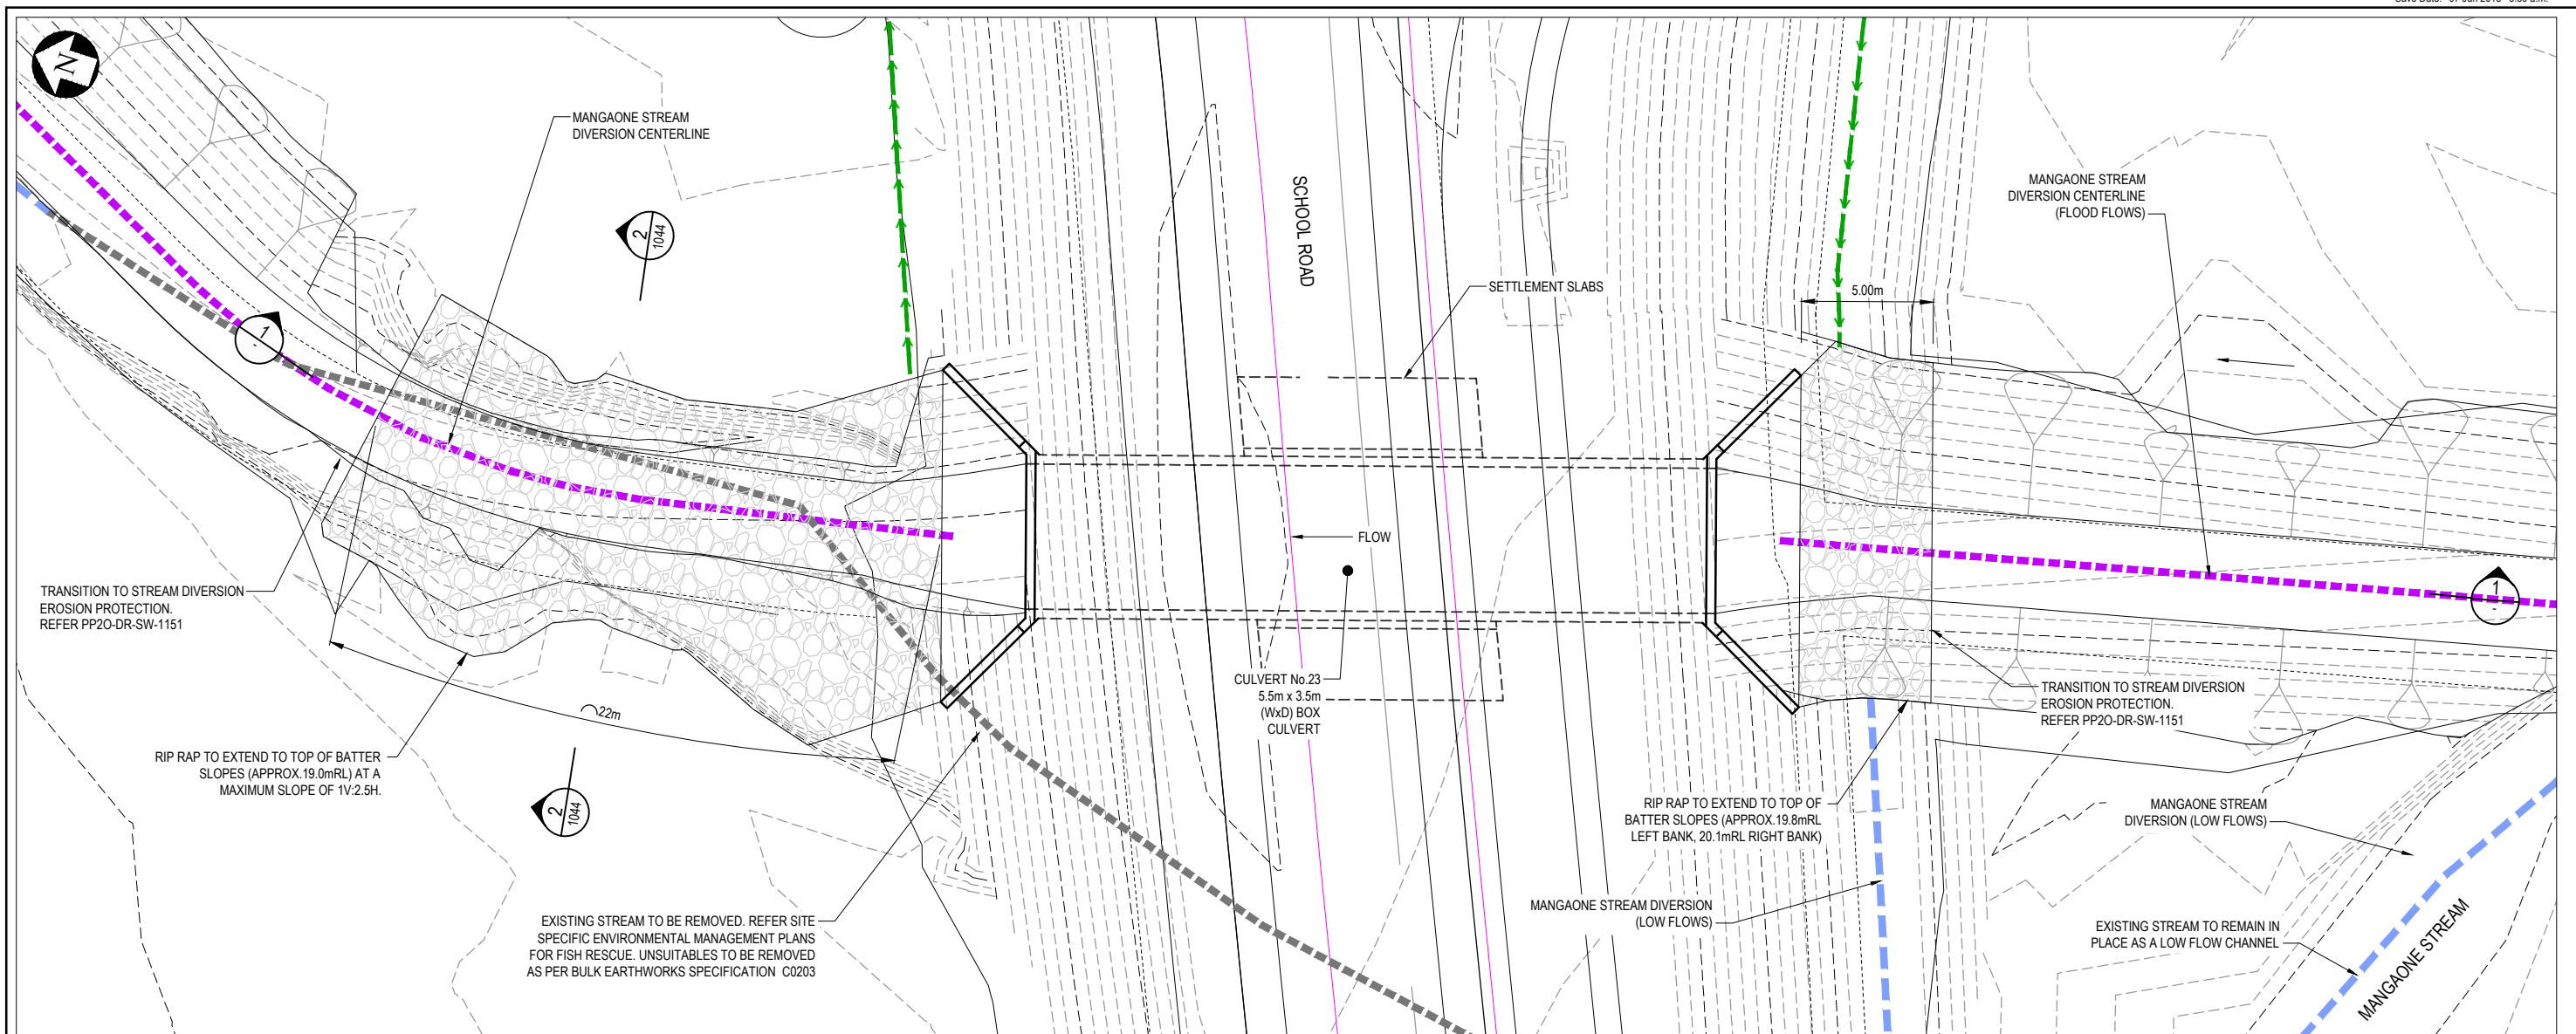 N
MANGAONE STREAM
DIVERSION CENTERLINE
2
1044
SCHOOL ROAD
SETTLEMENT SLABS
MANGAONE STREAM
DIVERSION CENTERLINE
(FLOOD FLOWS)
5.00m
1
-
FLOW
TRANSITION TO STREAM DIVERSION
EROSION PROTECTION.
REFER PP2O-DR-SW-1151
1
-
CULVERT No.23
5.5m x 3.5m
(WxD) BOX
CULVERT
TRANSITION TO STREAM DIVERSION
EROSION PROTECTION.
REFER PP2O-DR-SW-1151
22m
RIP RAP TO EXTEND TO TOP OF BATTER
SLOPES (APPROX.19.0mRL) AT A
MAXIMUM SLOPE OF 1V:2.5H.
2
1044
RIP RAP TO EXTEND TO TOP OF
BATTER SLOPES (APPROX.19.8mRL
LEFT BANK, 20.1mRL RIGHT BANK)
MANGAONE STREAM
DIVERSION (LOW FLOWS)
EXISTING STREAM TO BE REMOVED. REFER SITE
SPECIFIC ENVIRONMENTAL MANAGEMENT PLANS
FOR FISH RESCUE. UNSUITABLES TO BE REMOVED
AS PER BULK EARTHWORKS SPECIFICATION C0203
MANGAONE STREAM DIVERSION
(LOW FLOWS)
EXISTING STREAM TO REMAIN IN
PLACE AS A LOW FLOW CHANNEL
MANGAONE STREAM